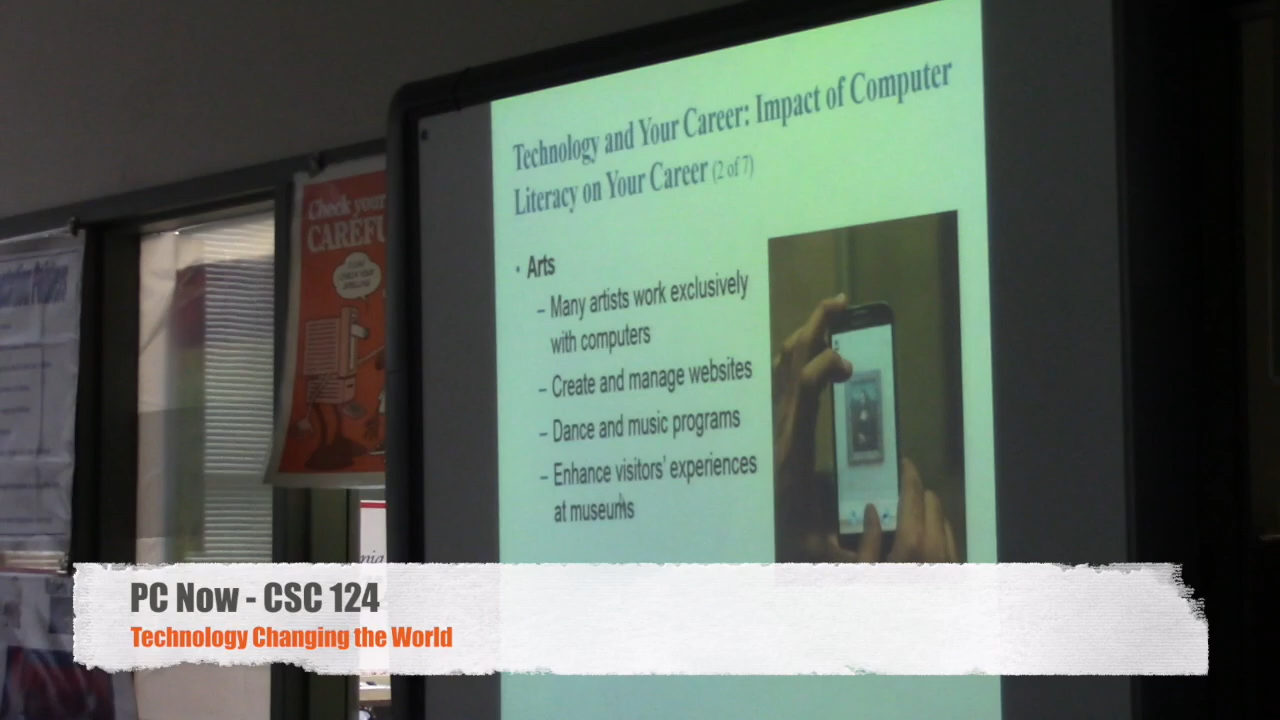 Technology and Your Career: Impact of Computer
Literacy on Your Career (2 of 7)
• Arts
– Many artists work exclusively
with computers
– Create and manage websites
– Dance and music programs
– Enhance visitors’ experiences
at museums
Check your
CAREFU
PC Now - CSC 124
Technology Changing the World